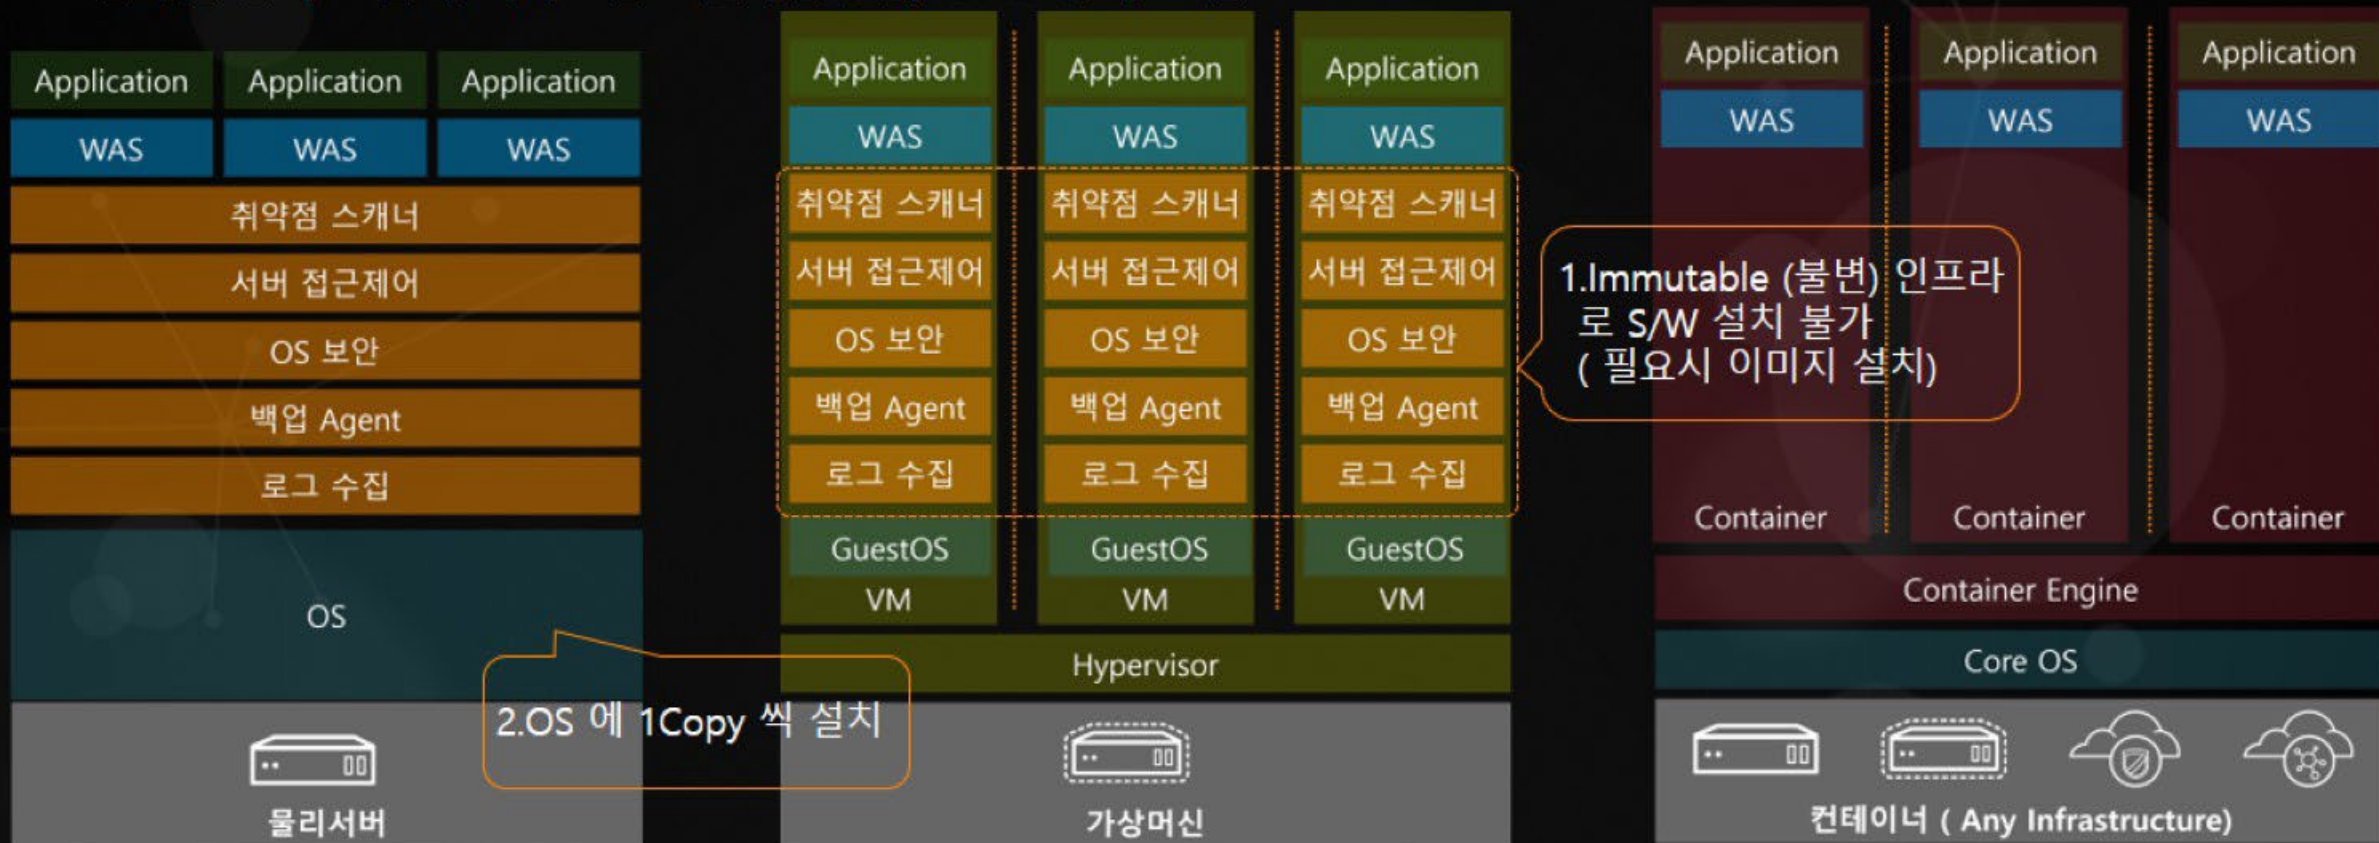 Application Application Application
WAS WAS WAS
취약점 스캐너
서버 접근제어
OS 보안
백업 Agent
로그 수집
OS
2.OS 에 1Copy 씩 설치
물리서버
Application Application Application
WAS WAS WAS
취약점 스캐너 취약점 스캐너 취약점 스캐너
서버 접근제어 서버 접근제어 서버 접근제어
OS 보안 OS 보안 OS 보안
백업 Agent 백업 Agent 백업 Agent
로그 수집 로그 수집 로그 수집
GuestOS GuestOS GuestOS
VM VM VM
Hypervisor
가상머신
1.Immutable (불변) 인프라
로 S/W 설치 불가
( 필요시 이미지 설치)
Application Application Application
WAS WAS WAS
Container Container Container
Container Engine
Core OS
컨테이너 ( Any Infrastructure)